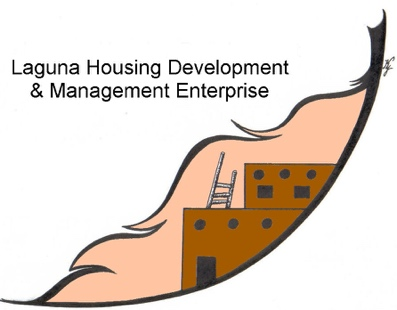 Laguna Housing Development
& Management Enterprise